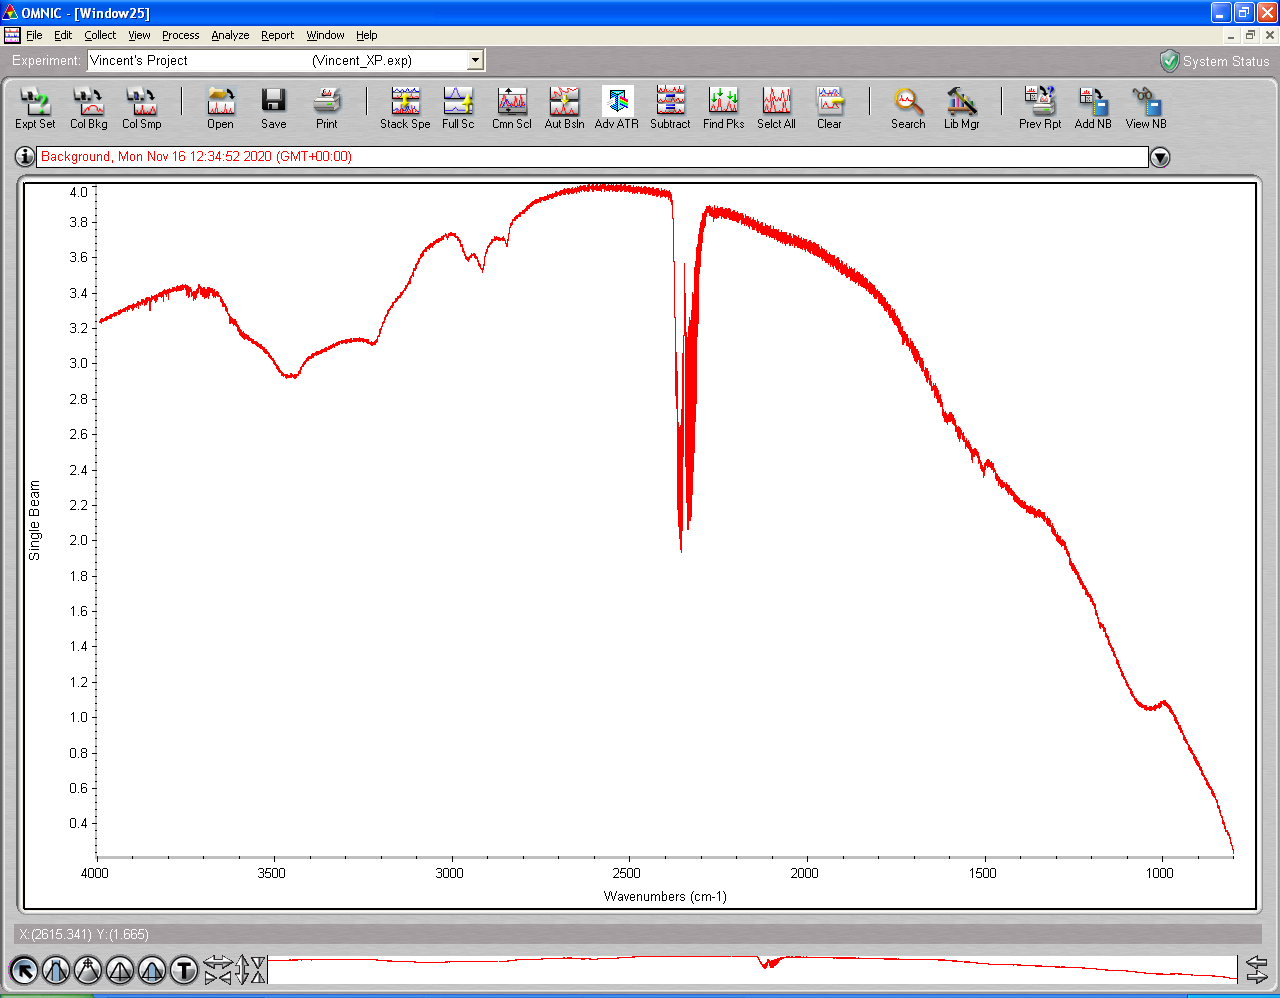 OMNIC - [Window25]
File Edit Collect View Process Analyze Report Window Help
Experiment: Vincent's Project (Vincent_XP.exp) System Status
Expt Set Col Bkg Col Smp Open Save Print Stack Spe Full Sc Cmn Scl Aut Bsln Adv ATR Subtract Find Pks Selct All Clear Search Lib Mgr Prev Rpt Add NB View NB
Background, Mon Nov 16 12:34:52 2020 (GMT+00:00)
4.0
3.8
3.6
3.4
3.2
3.0
2.8
2.6
2.4
2.2
2.0
1.8
1.6
1.4
1.2
1.0
0.8
0.6
0.4
Single Beam
4000 3500 3000 2500 2000 1500 1000
Wavenumbers (cm-1)
X:(2615.341) Y:(1.665)
T